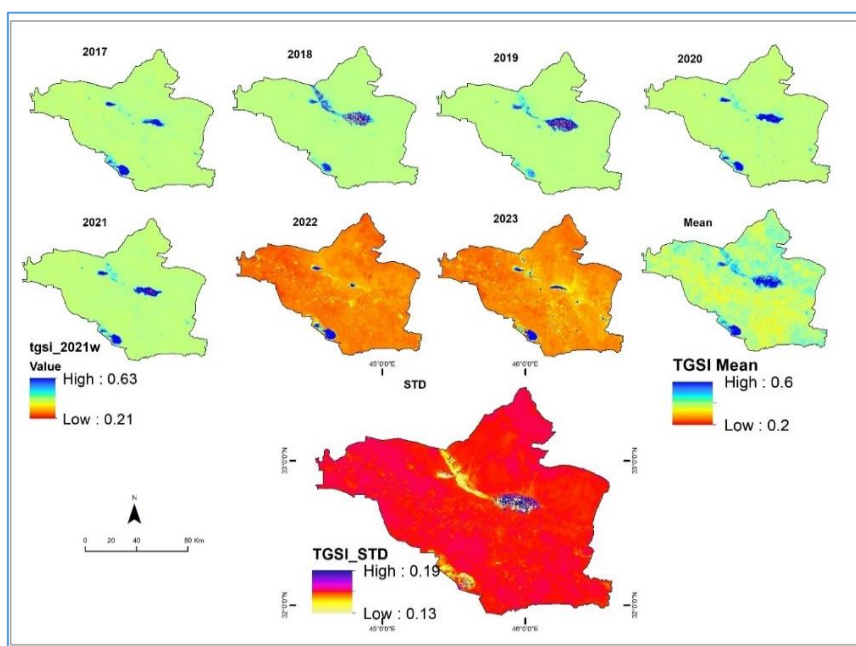 2017
2018
2019
2020
2021
2022
2023
Mean
tgsi_2021w
Value
High : 0.63
Low : 0.21
45°0'0"E
46°0'0"E
TGSI Mean
High : 0.6
Low : 0.2
STD
33°0'0"N
33°0'0"N
N
0 20 40 80 Km
TGSI_STD
High : 0.19
Low : 0.13
32°0'0"N
32°0'0"N
45°0'0"E
46°0'0"E